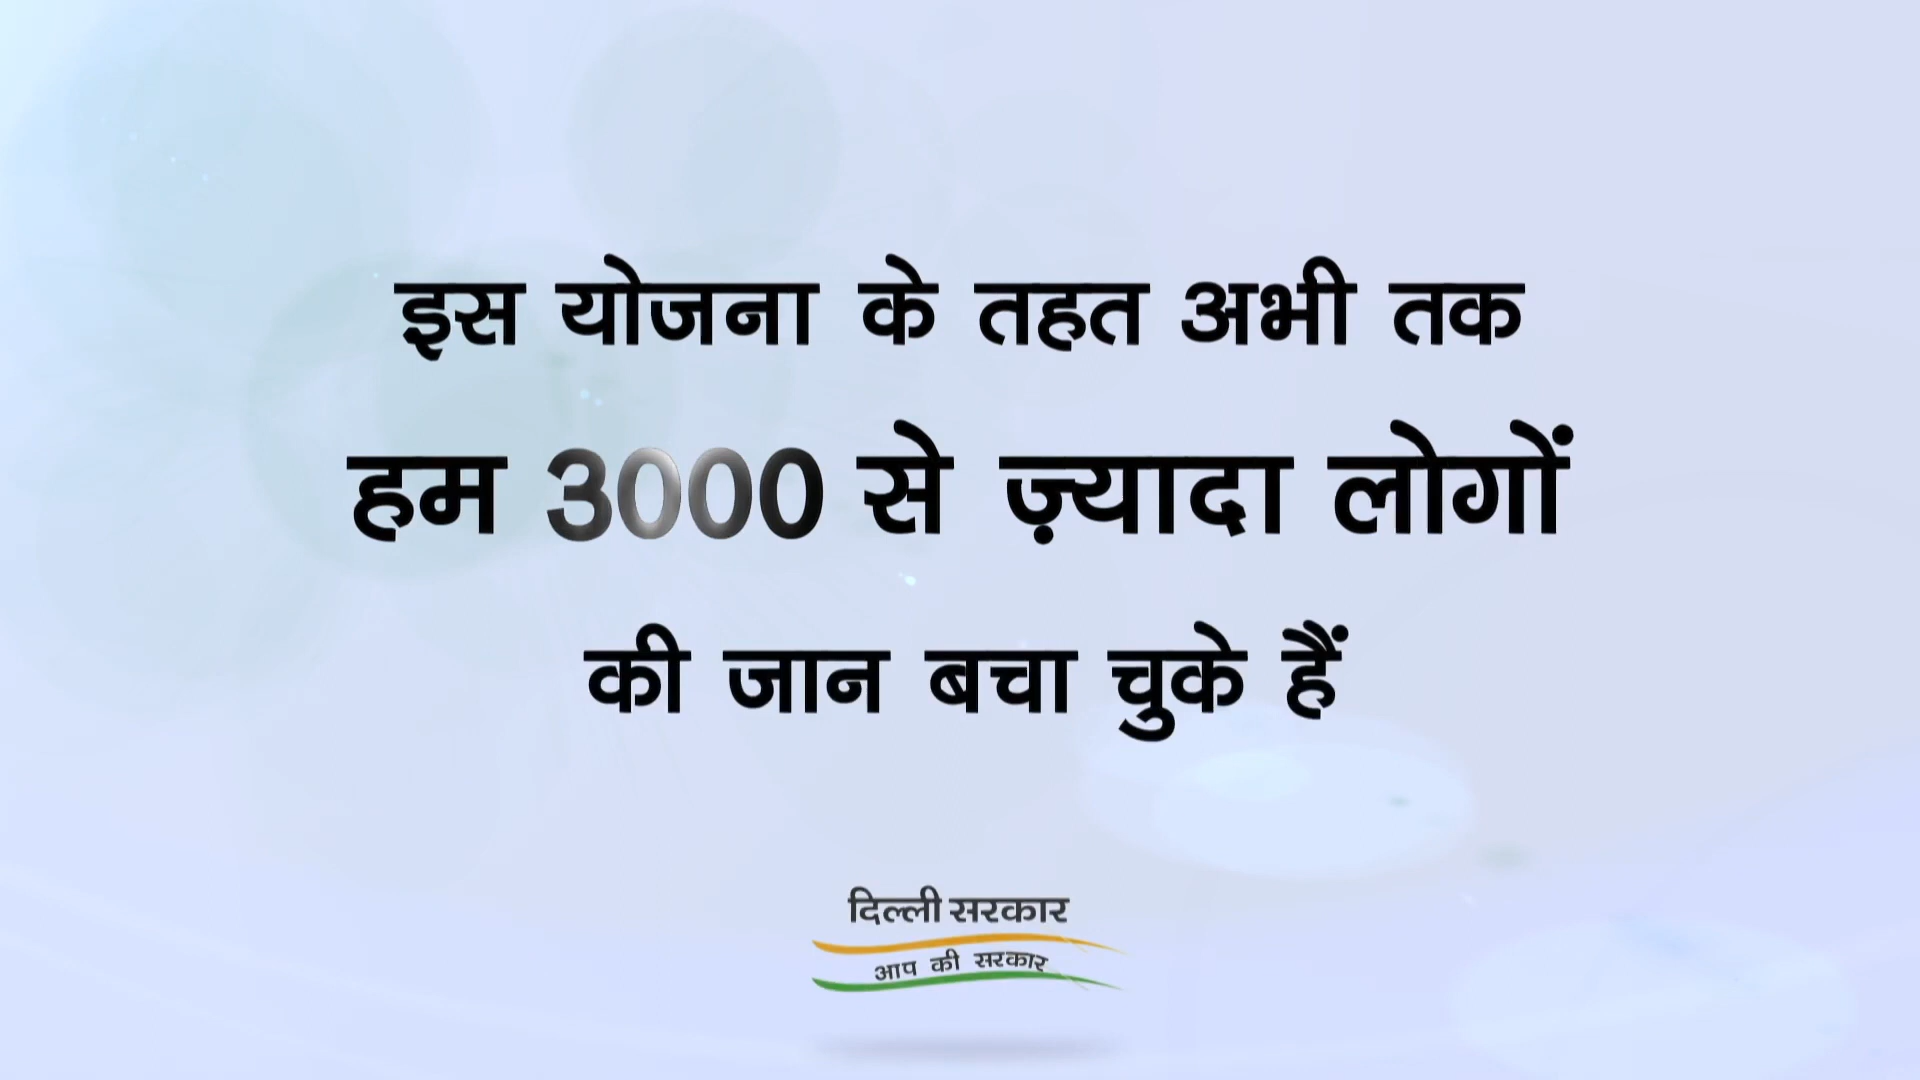 इस योजना के तहत अभी तक
हम 3000 से ज़्यादा लोगों
की जान बचा चुके हैं
दिल्ली सरकार
आप की सरकार